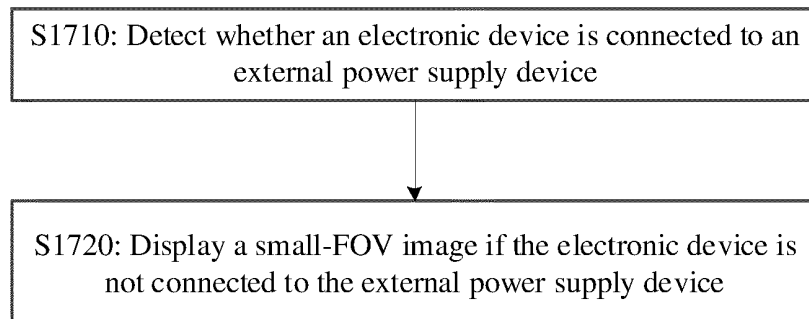 S1710: Detect whether an electronic device is connected to an
external power supply device
S1720: Display a small-FOV image if the electronic device is
not connected to the external power supply device